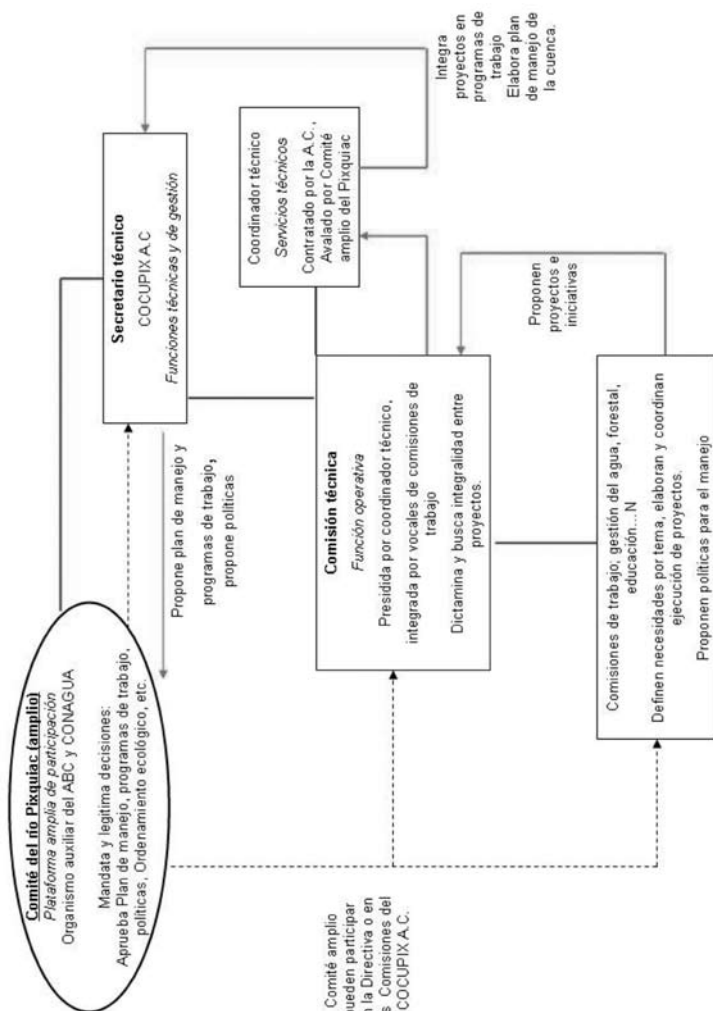 Comité del río Pixquiac (amplio)
Plataforma amplia de participación
Organismo auxiliar del ABC y CONAGUA
Mandata y legitima decisiones:
Aprueba Plan de manejo, programas de trabajo,
políticas, Ordenamiento ecológico, etc.
Secretario técnico
COCUPIX A.C
Funciones técnicas y de gestión
Propone plan de manejo y
programas de trabajo,
propone políticas
Coordinador técnico
Servicios técnicos
Contratado por la A.C.,
Avalado por Comité
amplio del Pixquiac
Integra
proyectos en
programas de
trabajo
Elabora plan
de manejo de
la cuenca.
Comisión técnica
Función operativa
Presidida por coordinador técnico,
integrada por vocales de comisiones de
trabajo
Dictamina y busca integralidad entre
proyectos.
Proponen
proyectos e
iniciativas
Comisiones de trabajo; gestión del agua, forestal,
educación...N
Definen necesidades por tema, elaboran y coordinan
ejecución de proyectos.
Proponen políticas para el manejo
Comité amplio
pueden participar
la Directiva o en
Comisiones del
COCUPIX A.C.